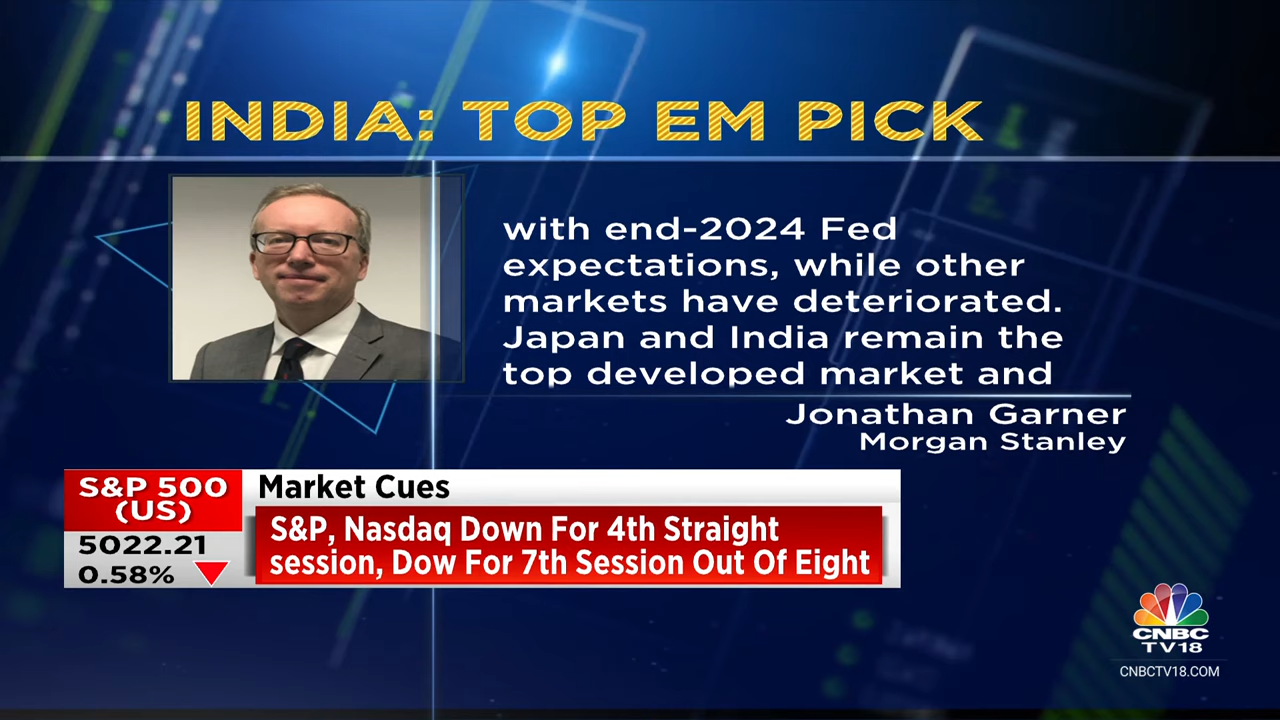 INDIA: TOP EM PICK
with end-2024 Fed
expectations, while other
markets have deteriorated.
Japan and India remain the
top developed market and
Jonathan Garner
Morgan Stanley
S&P 500
(US)
5022.21
0.58%
Market Cues
S&P, Nasdaq Down For 4th Straight
session, Dow For 7th Session Out Of Eight
CNBC
TV18
CNBCTV18.COM